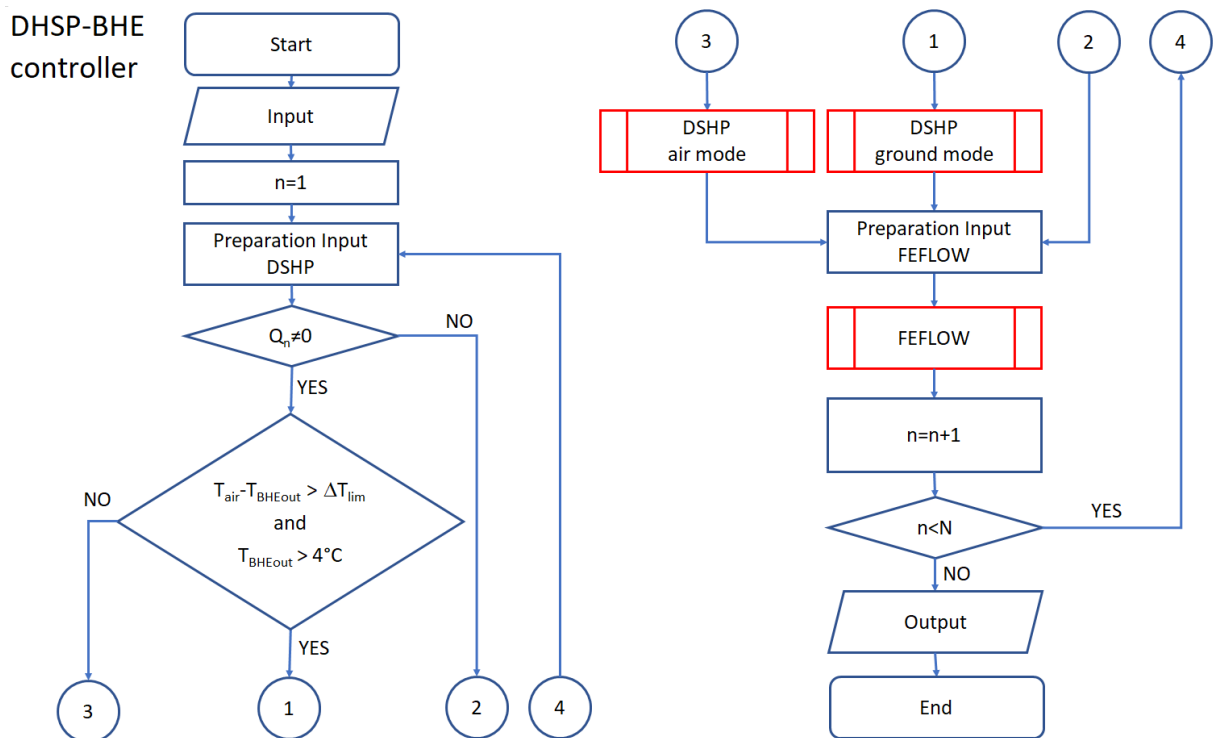 DHSP-BHE
controller
Start
Input
n=1
Preparation Input
DSHP
Qn≠0
NO
YES
Tair-TBHEout > ΔTlim
and
TBHEout > 4°C
NO
YES
3
1
2
4
3
1
2
4
DSHP
air mode
DSHP
ground mode
Preparation Input
FEFLOW
FEFLOW
n=n+1
n<N
YES
NO
Output
End